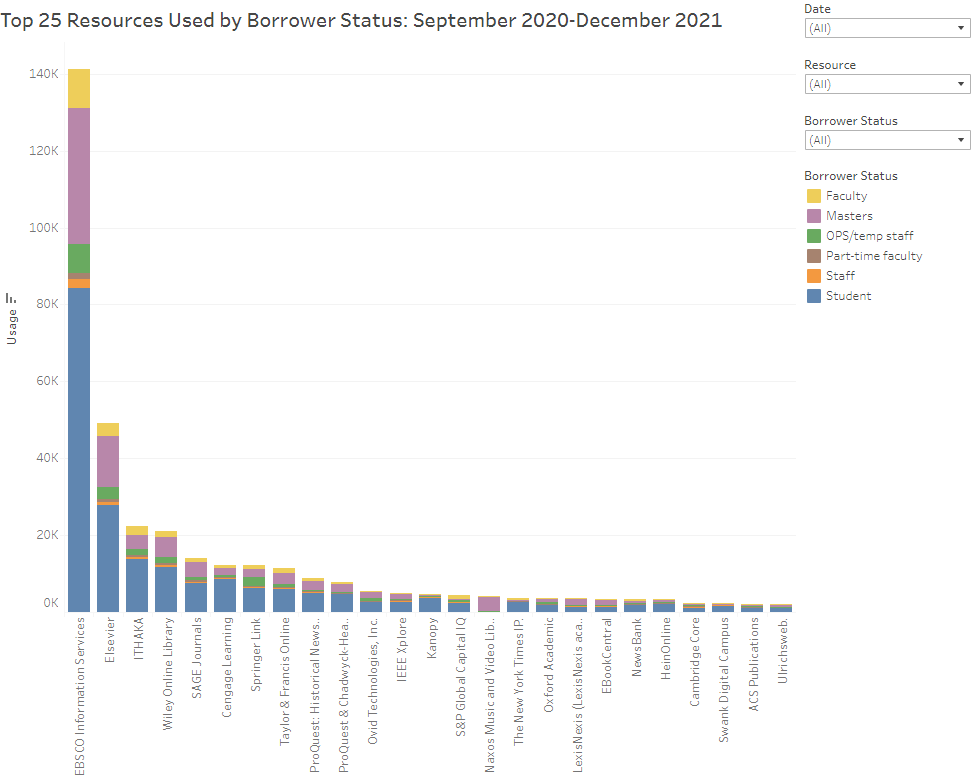 Top 25 Resources Used by Borrower Status: September 2020-December 2021
Date
(All)
Resource
(All)
Borrower Status
(All)
Borrower Status
Faculty
Masters
OPS/temp staff
Part-time faculty
Staff
Student
Usage
140K
120K
100K
80K
60K
40K
20K
0K
EBSCO Information Services
Elsevier
ITHAKA
Wiley Online Library
SAGE Journals
Cengage Learning
Springer Link
Taylor & Francis Online
ProQuest: Historical News..
ProQuest & Chadwyck-Hea..
Ovid Technologies, Inc.
IEEE Xplore
Kanopy
S&P Global Capital IQ
Naxos Music and Video Lib..
The New York Times IP.
Oxford Academic
LexisNexis (LexisNexis aca..
EBookCentral
NewsBank
HeinOnline
Cambridge Core
Swank Digital Campus
ACS Publications
Ulrichsweb.